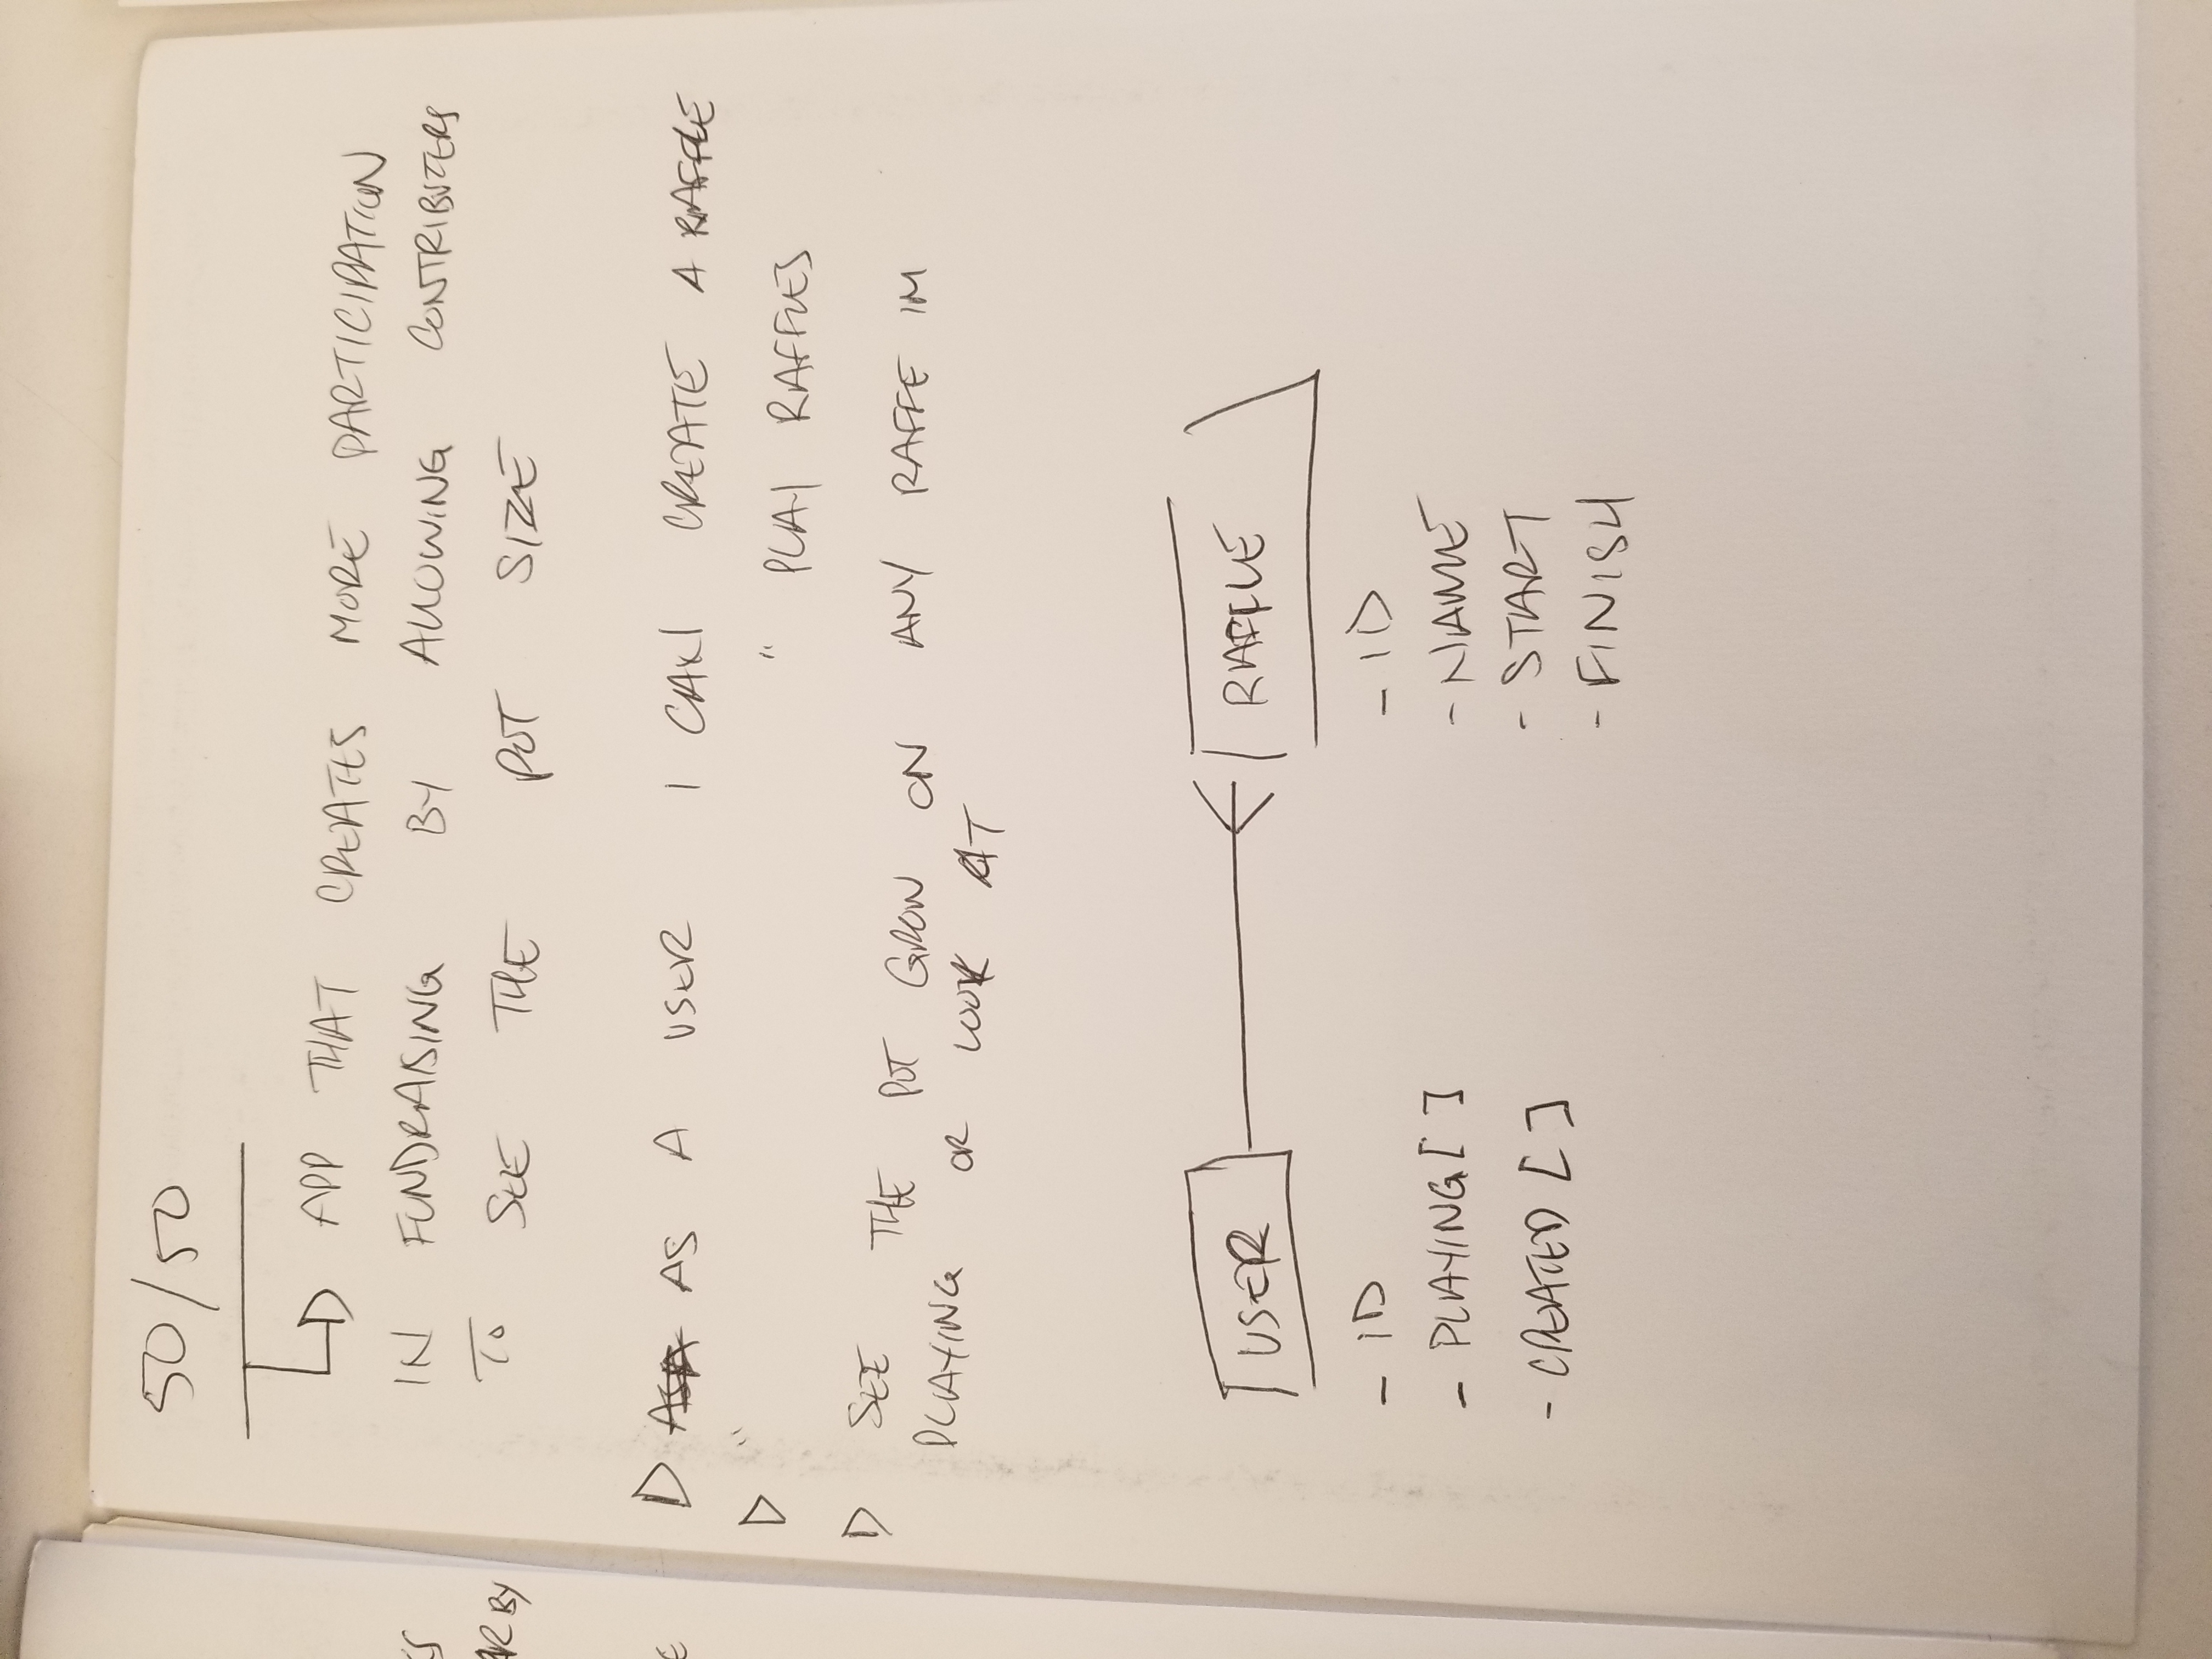 50/50
APP THAT CREATES MORE PARTICIPATION
IN FUNDRAISING BY ALLOWING CONTRIBUTERS
TO SEE THE POT SIZE
AS A USER I CAN CREATE A RAFFLE
" " PLAY RAFFLES
SEE THE POT GROW ON ANY RAFFE IM
PLAYING OR LOOK AT
USER
RAFFLE
- ID
- PLAYING [ ]
- CREATED [ ]
- ID
- NAME
- START
- FINISH
BY